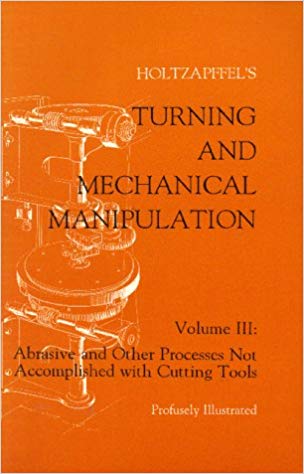 HOLTZAPFFEL'S
TURNING
AND
MECHANICAL
MANIPULATION
Volume III:
Abrasive and Other Processes Not
Accomplished with Cutting Tools
Profusely Illustrated